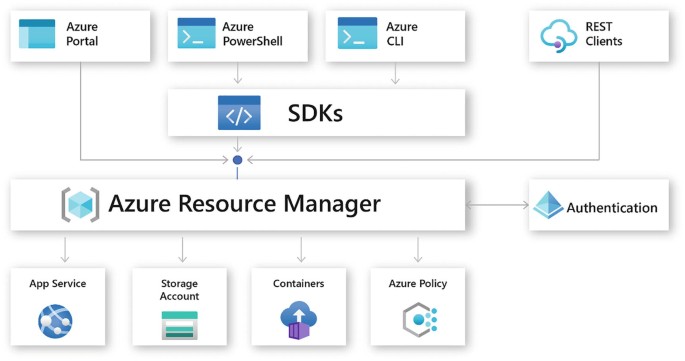 Azure
Portal
Azure
PowerShell
Azure
CLI
REST
Clients
SDKs
Azure Resource Manager
Authentication
App Service
Storage
Account
Containers
Azure Policy